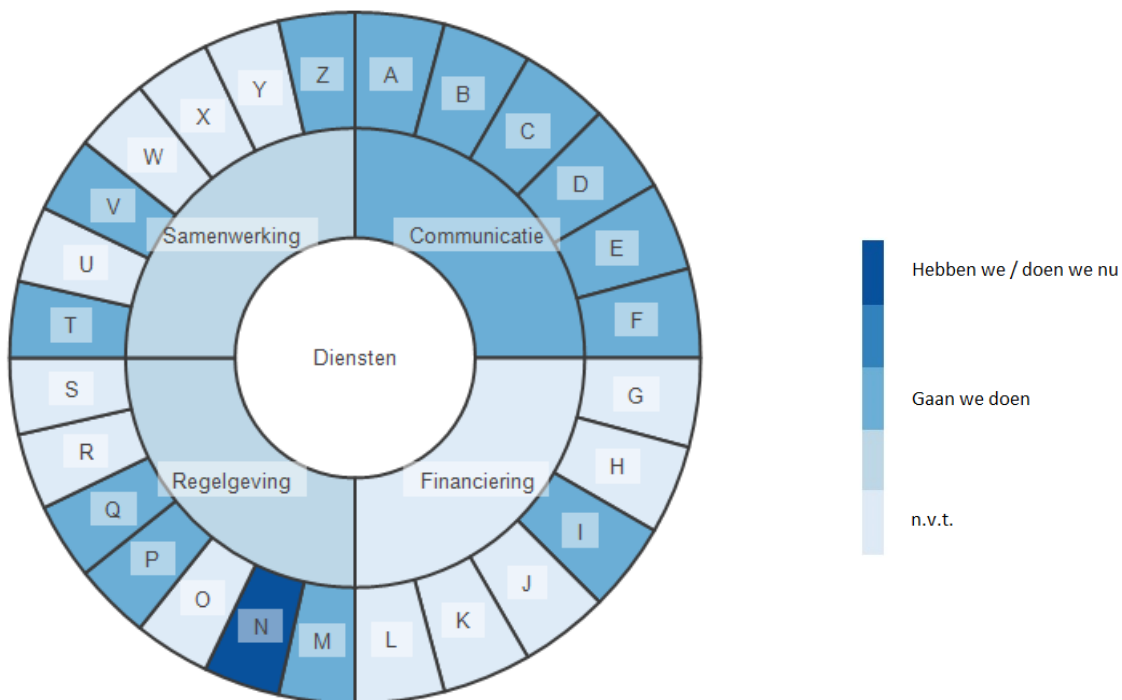 Z
A
Y
B
X
C
W
D
V
Samenwerking
Communicatie
E
U
T
F
Diensten
S
G
R
H
Regelgeving
Financiering
Q
I
P
O
J
N
K
M
L
Hebben we / doen we nu
Gaan we doen
n.v.t.